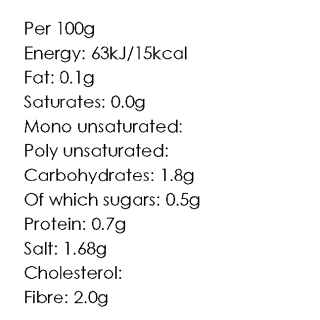 Per 100g
Energy: 63kJ/15kcal
Fat: 0.1g
Saturates: 0.0g
Mono unsaturated:
Poly unsaturated:
Carbohydrates: 1.8g
Of which sugars: 0.5g
Protein: 0.7g
Salt: 1.68g
Cholesterol:
Fibre: 2.0g